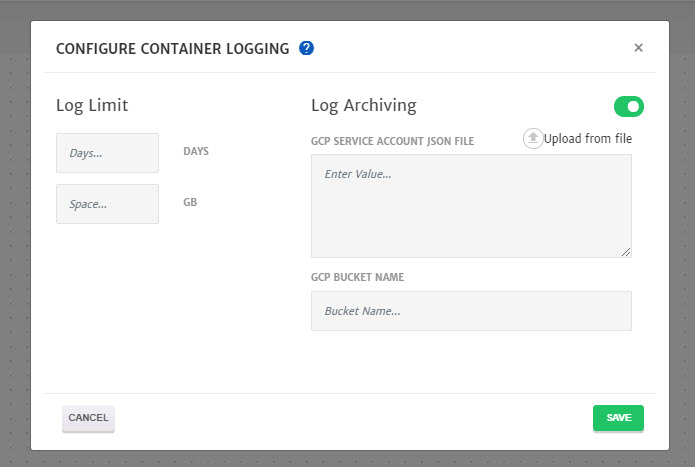 CONFIGURE CONTAINER LOGGING ?
×
Log Limit
Days...
DAYS
Space...
GB
Log Archiving
GCP SERVICE ACCOUNT JSON FILE
Upload from file
Enter Value...
GCP BUCKET NAME
Bucket Name...
CANCEL
SAVE